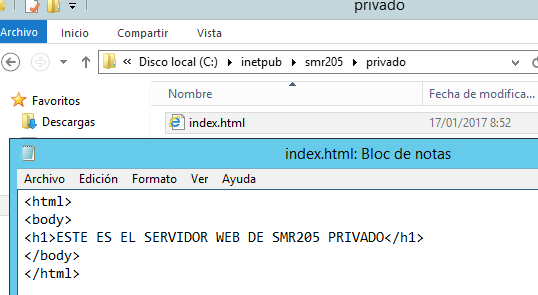 privado
Archivo Inicio Compartir Vista
« Disco local (C:) ▸ inetpub ▸ smr205 ▸ privado
Favoritos
Descargas
Nombre Fecha de modifica...
index.html 17/01/2017 8:52
index.html: Bloc de notas
Archivo Edición Formato Ver Ayuda
<html>
<body>
<h1>ESTE ES EL SERVIDOR WEB DE SMR205 PRIVADO</h1>
</body>
</html>